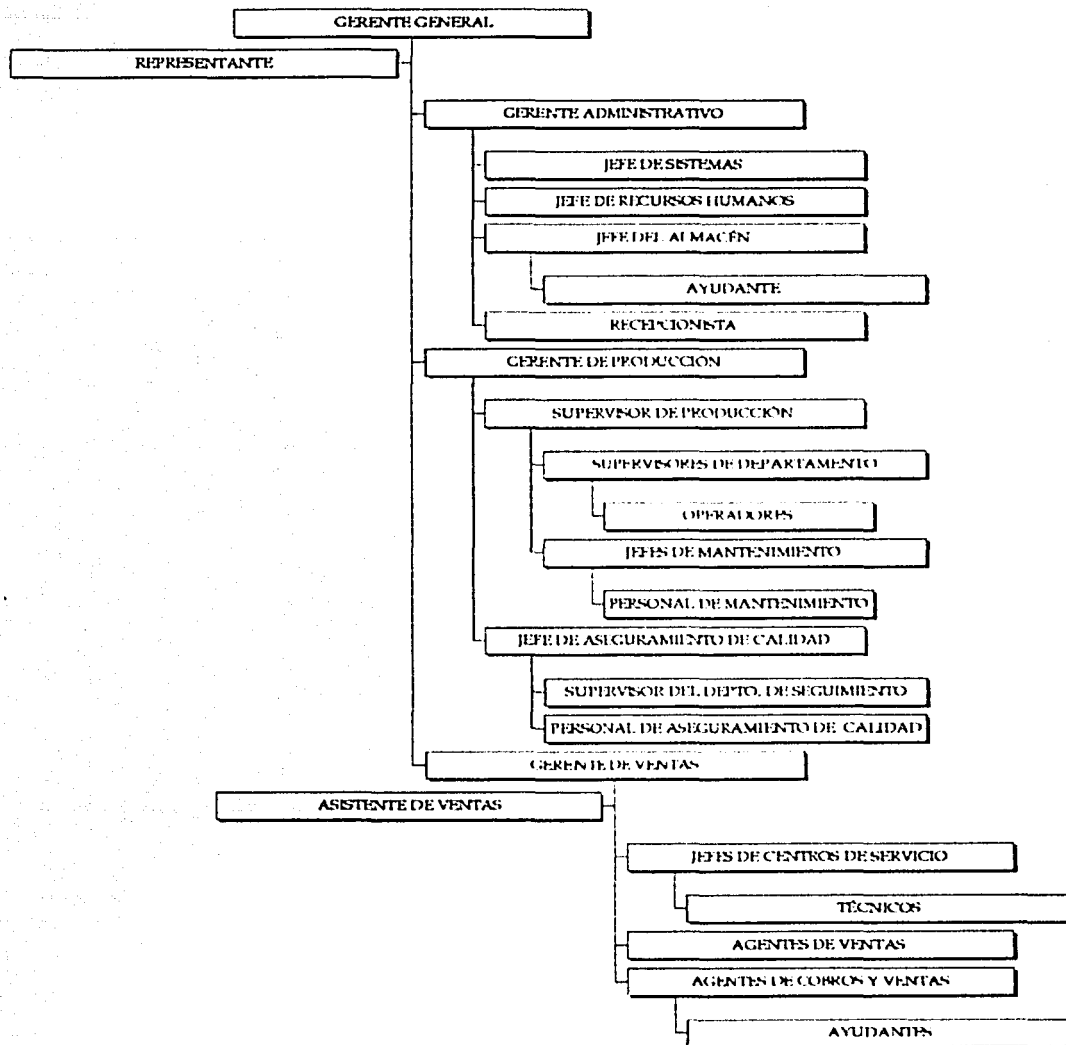 GERENTE GENERAL
REPRESENTANTE
GERENTE ADMINISTRATIVO
JEFE DE SISTEMAS
JEFE DE RECURSOS HUMANOS
JEFE DEL ALMACÉN
AYUDANTE
RECEPCIONISTA
GERENTE DE PRODUCCIÓN
SUPERVISOR DE PRODUCCIÓN
SUPERVISORES DE DEPARTAMENTO
OPERADORES
JEFES DE MANTENIMIENTO
PERSONAL DE MANTENIMIENTO
JEFE DE ASEGURAMIENTO DE CALIDAD
SUPERVISOR DEL DEPTO. DE SEGUIMIENTO
PERSONAL DE ASEGURAMIENTO DE CALIDAD
GERENTE DE VENTAS
ASISTENTE DE VENTAS
JEFES DE CENTROS DE SERVICIO
TÉCNICOS
AGENTES DE VENTAS
AGENTES DE COBROS Y VENTAS
AYUDANTES